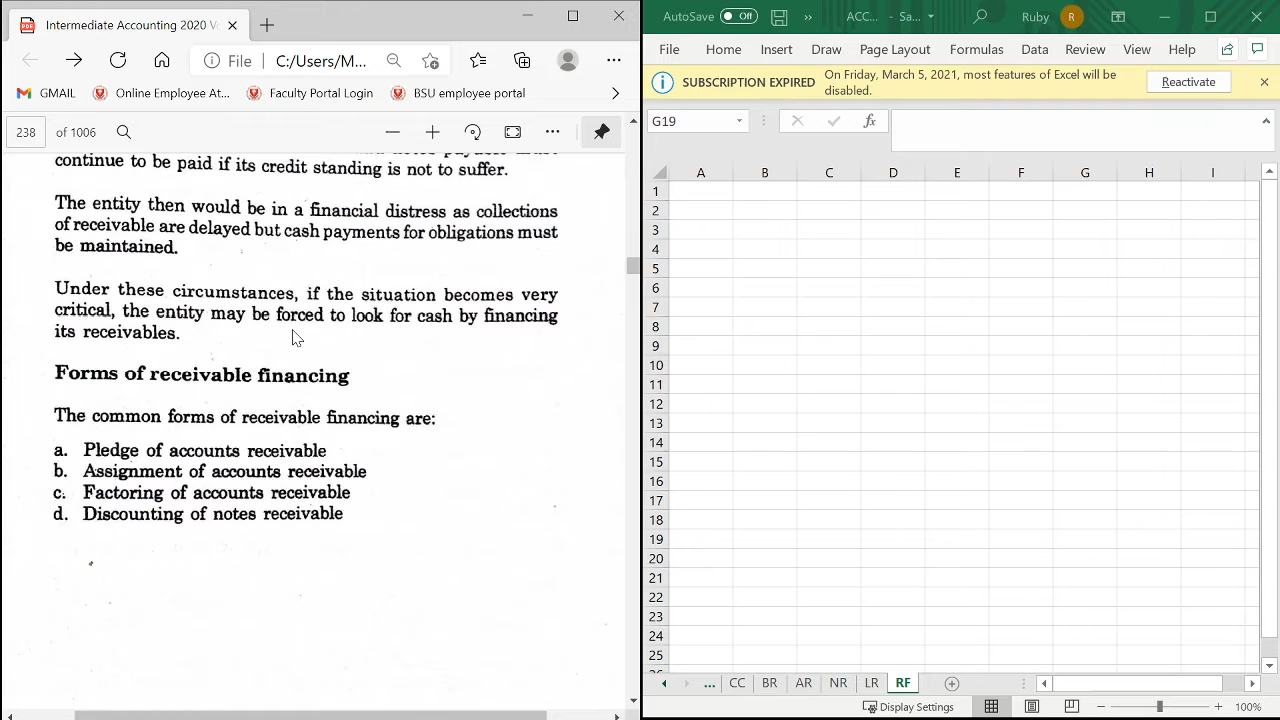 Intermediate Accounting 2020 V
File
C:/Users/M...
GMAIL
Online Employee At...
Faculty Portal Login
BSU employee portal
238
of 1006
continue to be paid if its credit standing is not to suffer.
The entity then would be in a financial distress as collections
of receivable are delayed but cash payments for obligations must
be maintained.
Under these circumstances, if the situation becomes very
critical, the entity may be forced to look for cash by financing
its receivables.
Forms of receivable financing
The common forms of receivable financing are:
a. Pledge of accounts receivable
b. Assignment of accounts receivable
c. Factoring of accounts receivable
d. Discounting of notes receivable
AutoSave Off
ACC... - Sa...
Ruby R
File Home Insert Draw Page Layout Formulas Data Review View Help
SUBSCRIPTION EXPIRED On Friday, March 5, 2021, most features of Excel will be
disabled.
Reactivate
G19
fx
A B C D E F G H I
1
2
3
4
5
6
7
8
9
10
11
12
13
14
15
16
17
18
19
20
21
22
23
24
25
... CC BR AR NR LR RF
Display Settings
100%